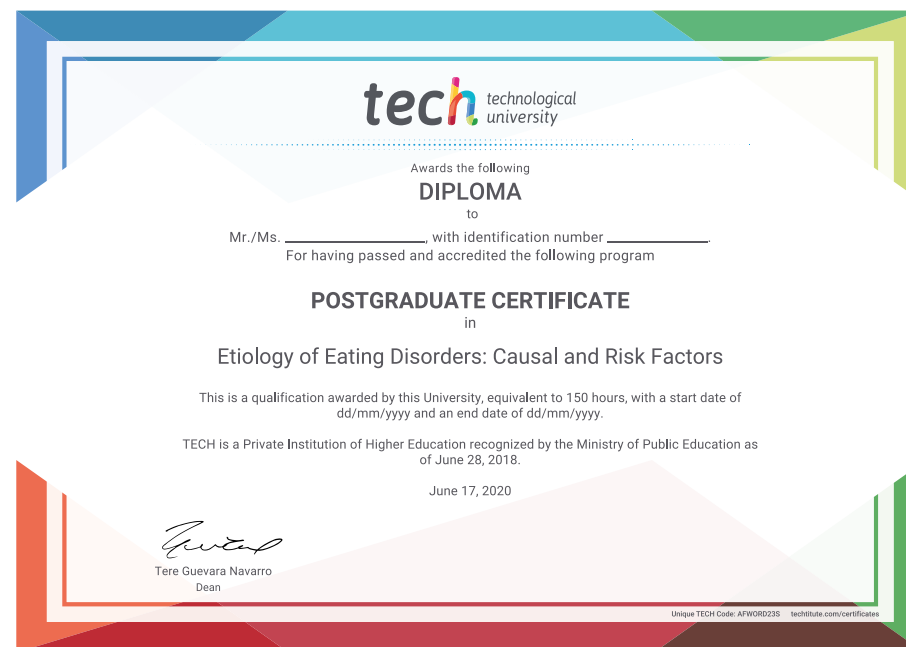 tech technological
university
Awards the following
DIPLOMA
to
Mr./Ms. ____________________, with identification number ______________.
For having passed and accredited the following program
POSTGRADUATE CERTIFICATE
in
Etiology of Eating Disorders: Causal and Risk Factors
This is a qualification awarded by this University, equivalent to 150 hours, with a start date of
dd/mm/yyyy and an end date of dd/mm/yyyy.
TECH is a Private Institution of Higher Education recognized by the Ministry of Public Education as
of June 28, 2018.
June 17, 2020
Tere Guevara Navarro
Dean
Unique TECH Code: AFWORD23S techtitute.com/certificates